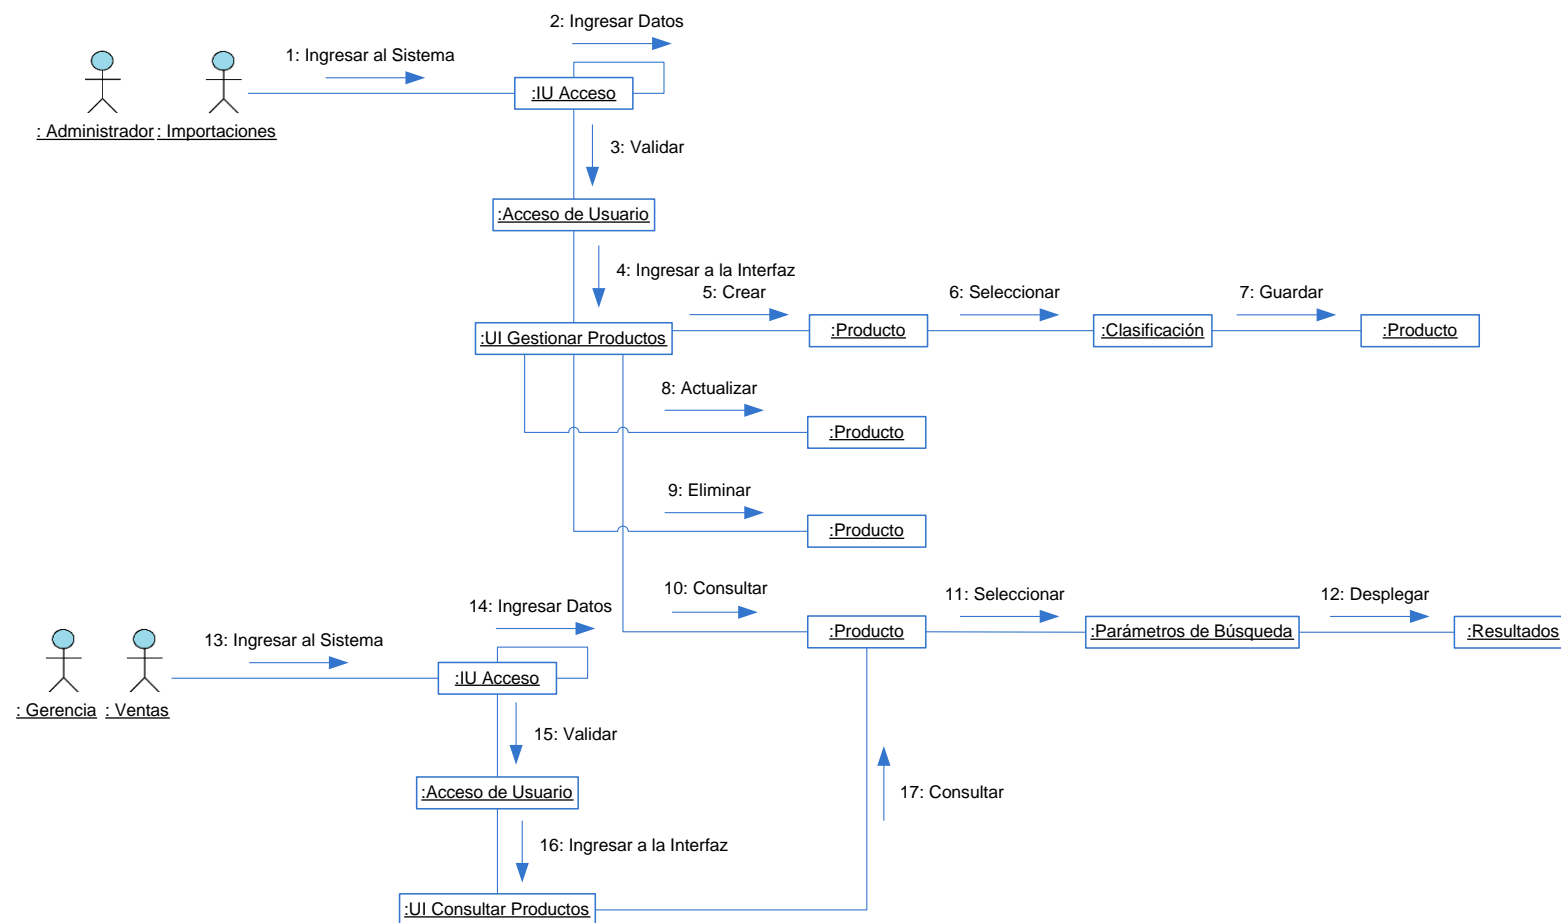 2: Ingresar Datos
1: Ingresar al Sistema
:IU Acceso
: Administrador
: Importaciones
3: Validar
:Acceso de Usuario
4: Ingresar a la Interfaz
5: Crear
6: Seleccionar
7: Guardar
:UI Gestionar Productos
:Producto
:Clasificación
:Producto
8: Actualizar
:Producto
9: Eliminar
:Producto
10: Consultar
11: Seleccionar
12: Desplegar
:Producto
:Parámetros de Búsqueda
:Resultados
14: Ingresar Datos
13: Ingresar al Sistema
:IU Acceso
: Gerencia
: Ventas
15: Validar
:Acceso de Usuario
17: Consultar
16: Ingresar a la Interfaz
:UI Consultar Productos